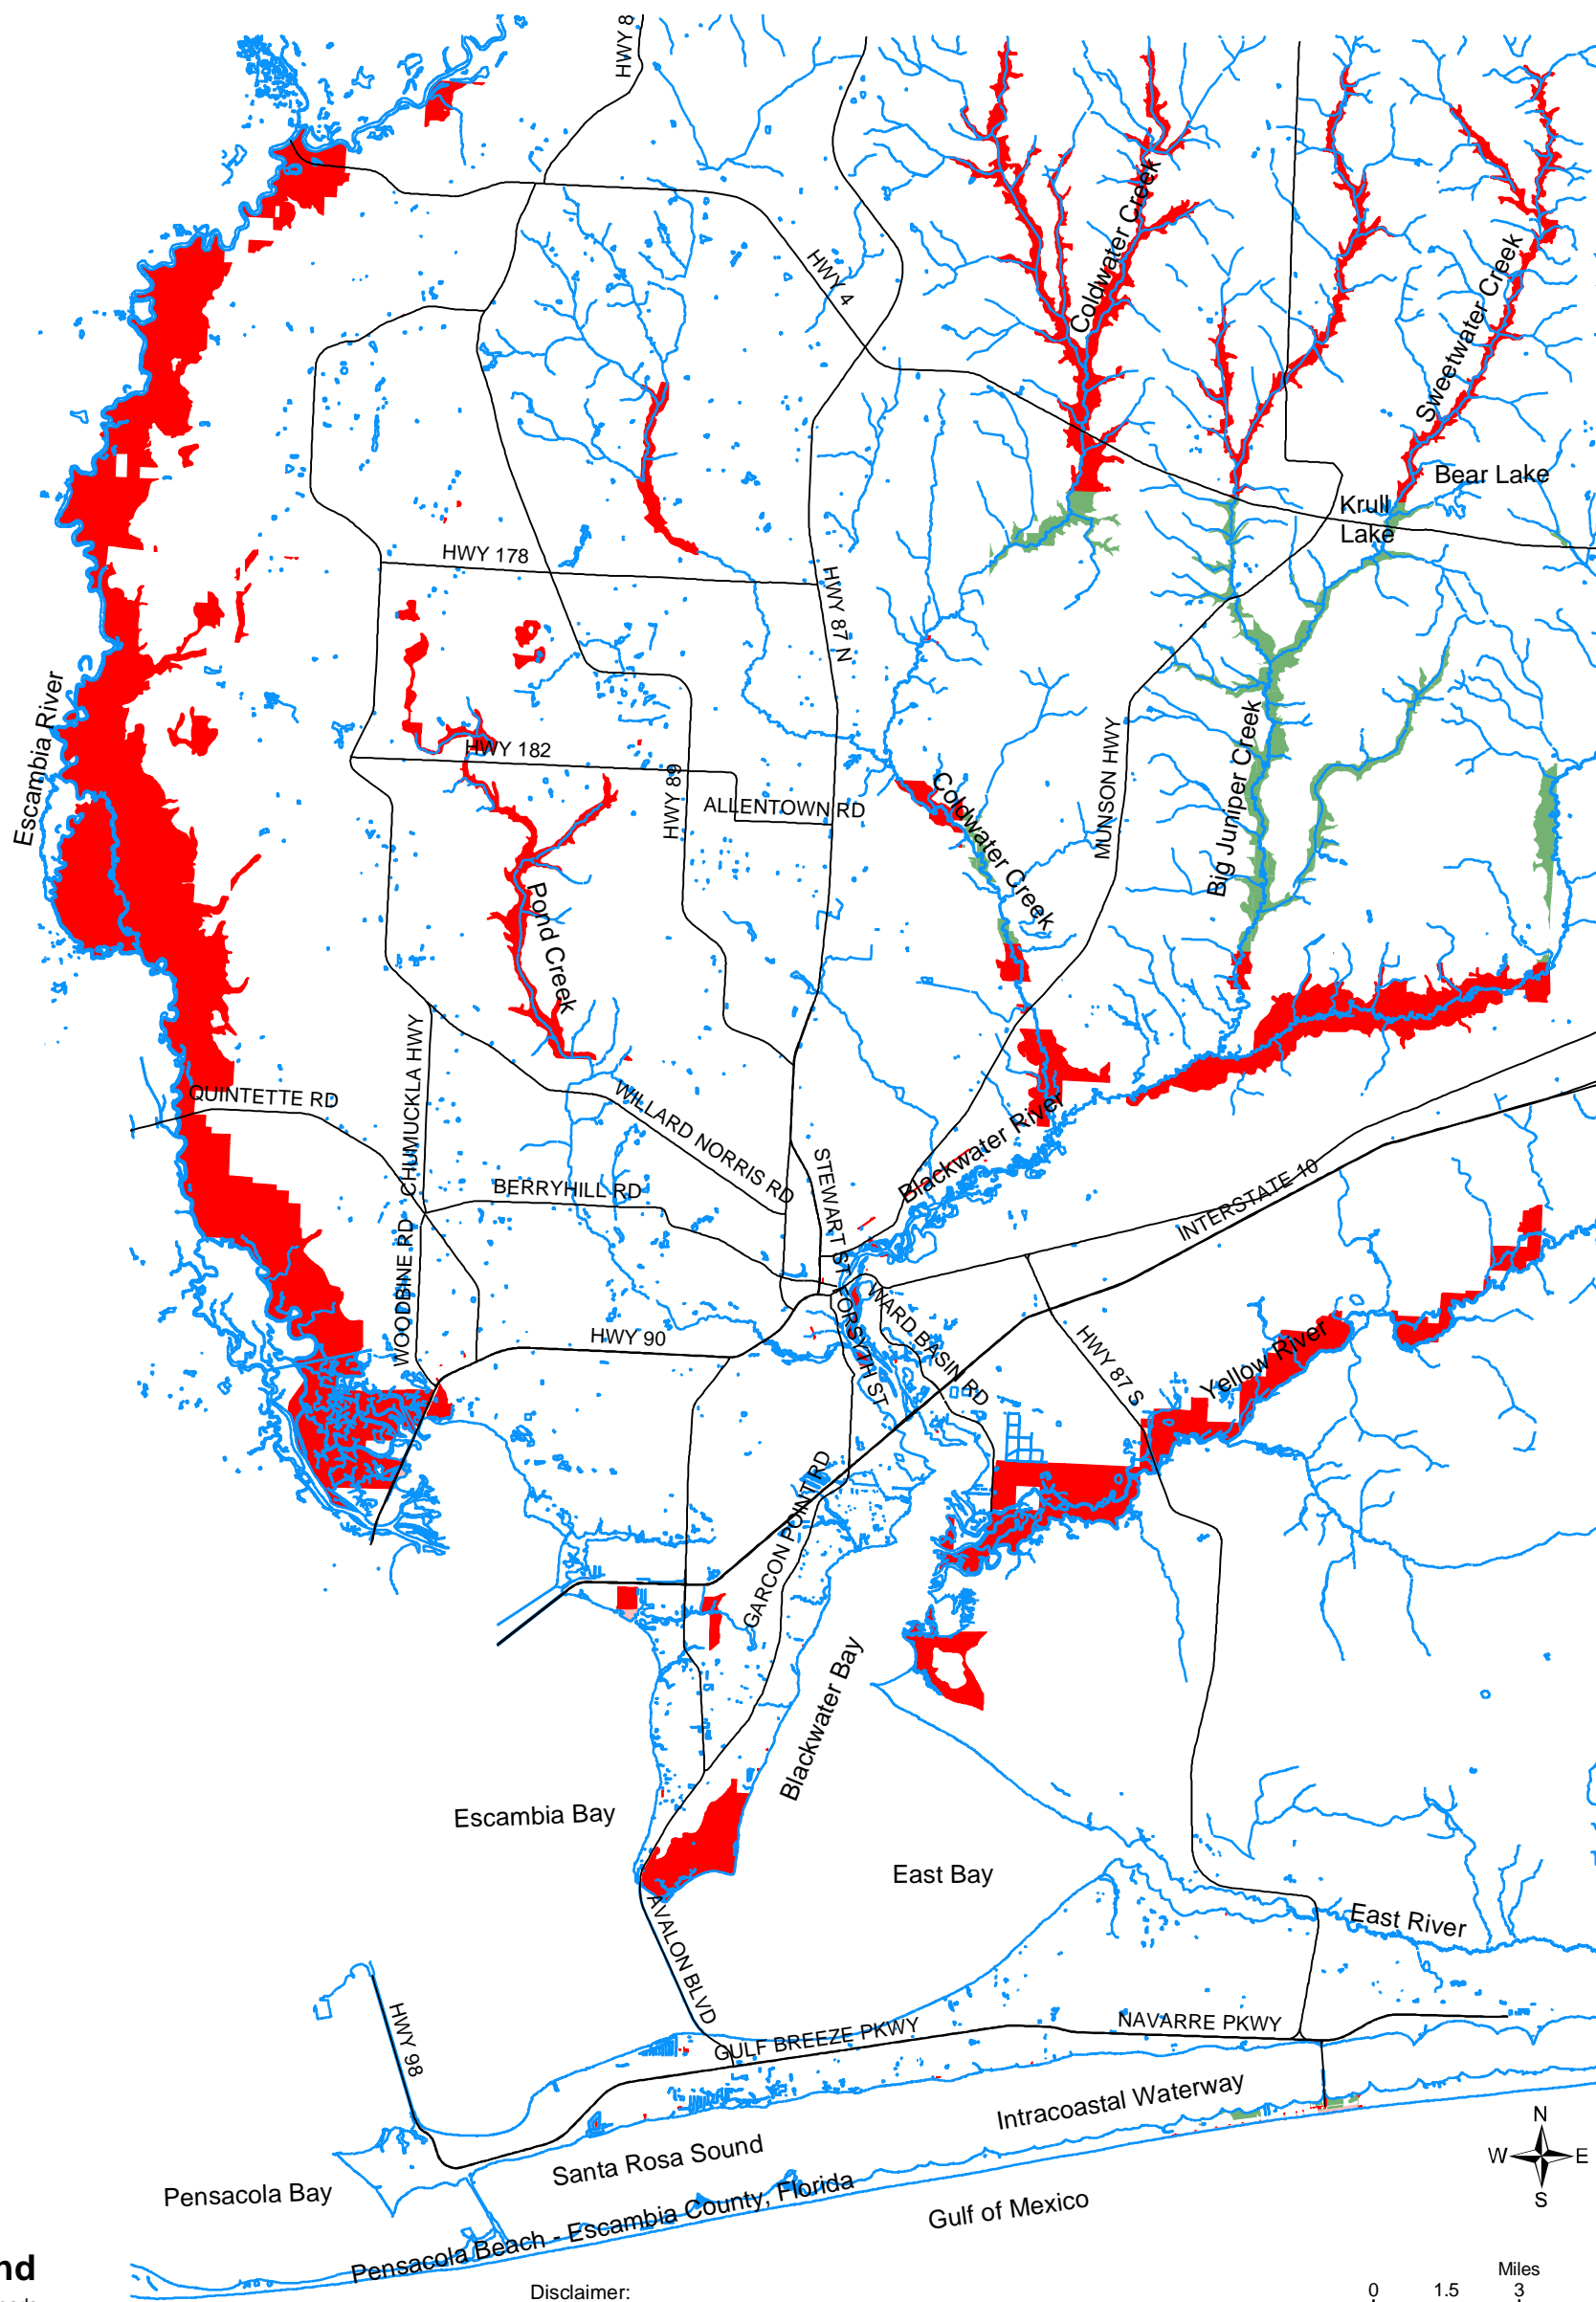 HWY 8
HWY 4
Coldwater Creek
Sweetwater Creek
Bear Lake
Krull
Lake
HWY 178
HWY 87 N
Escambia River
HWY 182
HWY 89
ALLENTOWN RD
Coldwater Creek
MUNSON HWY
Big Juniper Creek
Pond Creek
QUINTETTE RD
CHUMUCKLA HWY
WILLARD NORRIS RD
Blackwater River
BERRYHILL RD
STEWART ST
INTERSTATE 10
WOODBINE RD
HWY 90
FORSYTH ST
WARD BASIN RD
HWY 87 S
Yellow River
GARCON POINT RD
Blackwater Bay
Escambia Bay
East Bay
East River
AVALON BLVD
HWY 98
GULF BREEZE PKWY
NAVARRE PKWY
Intracoastal Waterway
Santa Rosa Sound
Pensacola Bay
Pensacola Beach - Escambia County, Florida
Gulf of Mexico
N
W E
S
nd
Disclaimer:
Miles
0 1.5 3